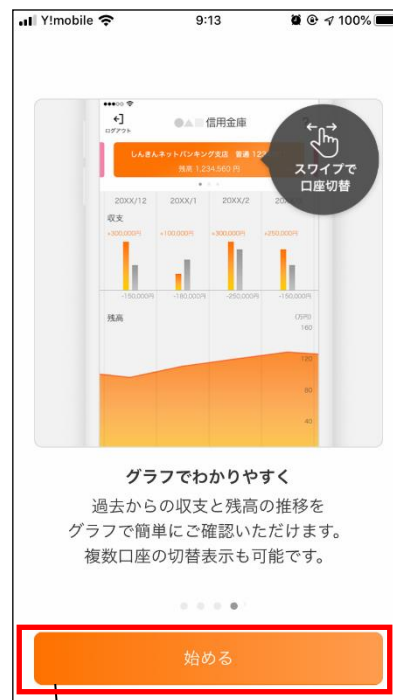 Y!mobile 9:13 100%
ログアウト
●▲■信用金庫
しんきんネットバンキング支店 普通 12
残高 1,234,560 円
スワイプで
口座切替
20XX/12 20XX/1 20XX/2
収支
+300,000円 +100,000円 +300,000円 +250,000円
-150,000円 -180,000円 -250,000円 -150,000円
残高
(万円)
160
120
80
40
グラフでわかりやすく
過去からの収支と残高の推移を
グラフで簡単にご確認いただけます。
複数口座の切替表示も可能です。
始める